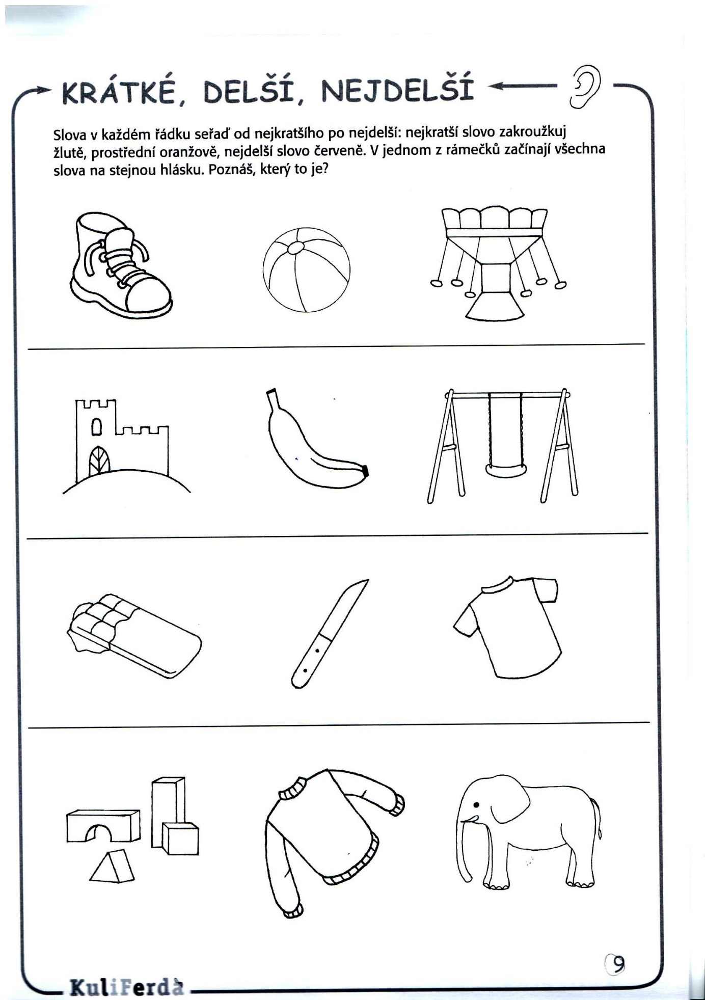 KRÁTKÉ, DELŠÍ, NEJDELŠÍ
Slova v každém řádku seřaď od nejkratšího po nejdelší: nejkratší slovo zakroužkuj
žlutě, prostřední oranžově, nejdelší slovo červeně. V jednom z rámečků začínají všechna
slova na stejnou hlásku. Poznáš, který to je?
9
KuliFerda